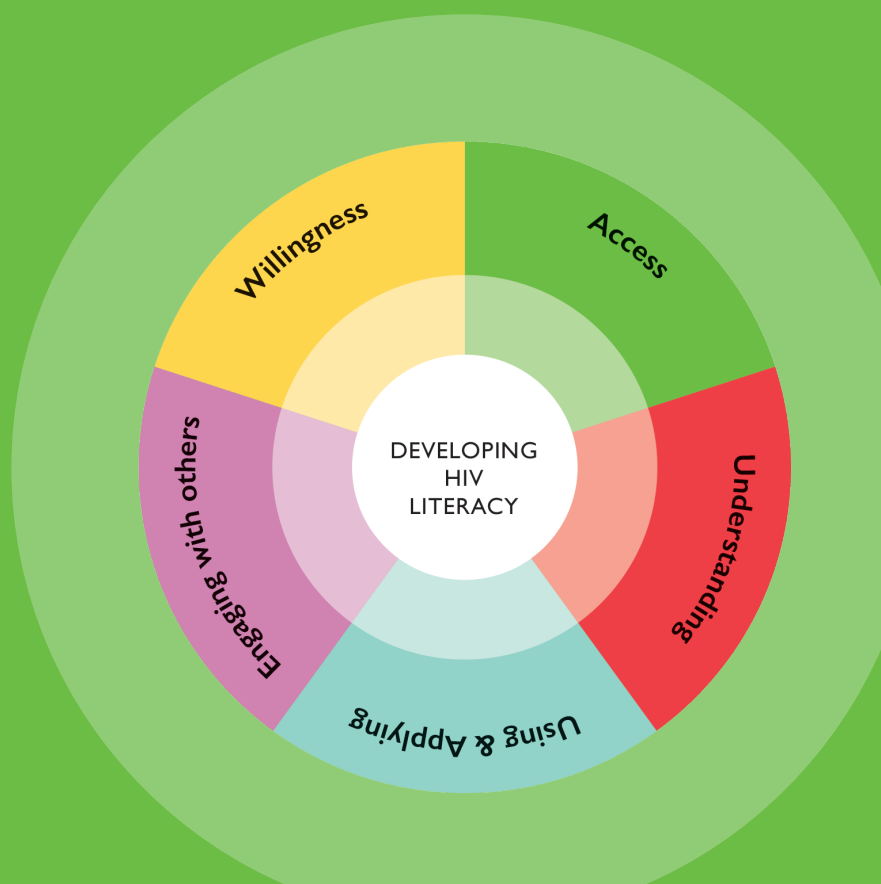 Willingness
Access
Understanding
Using & Applying
Engaging with others
DEVELOPING
HIV
LITERACY